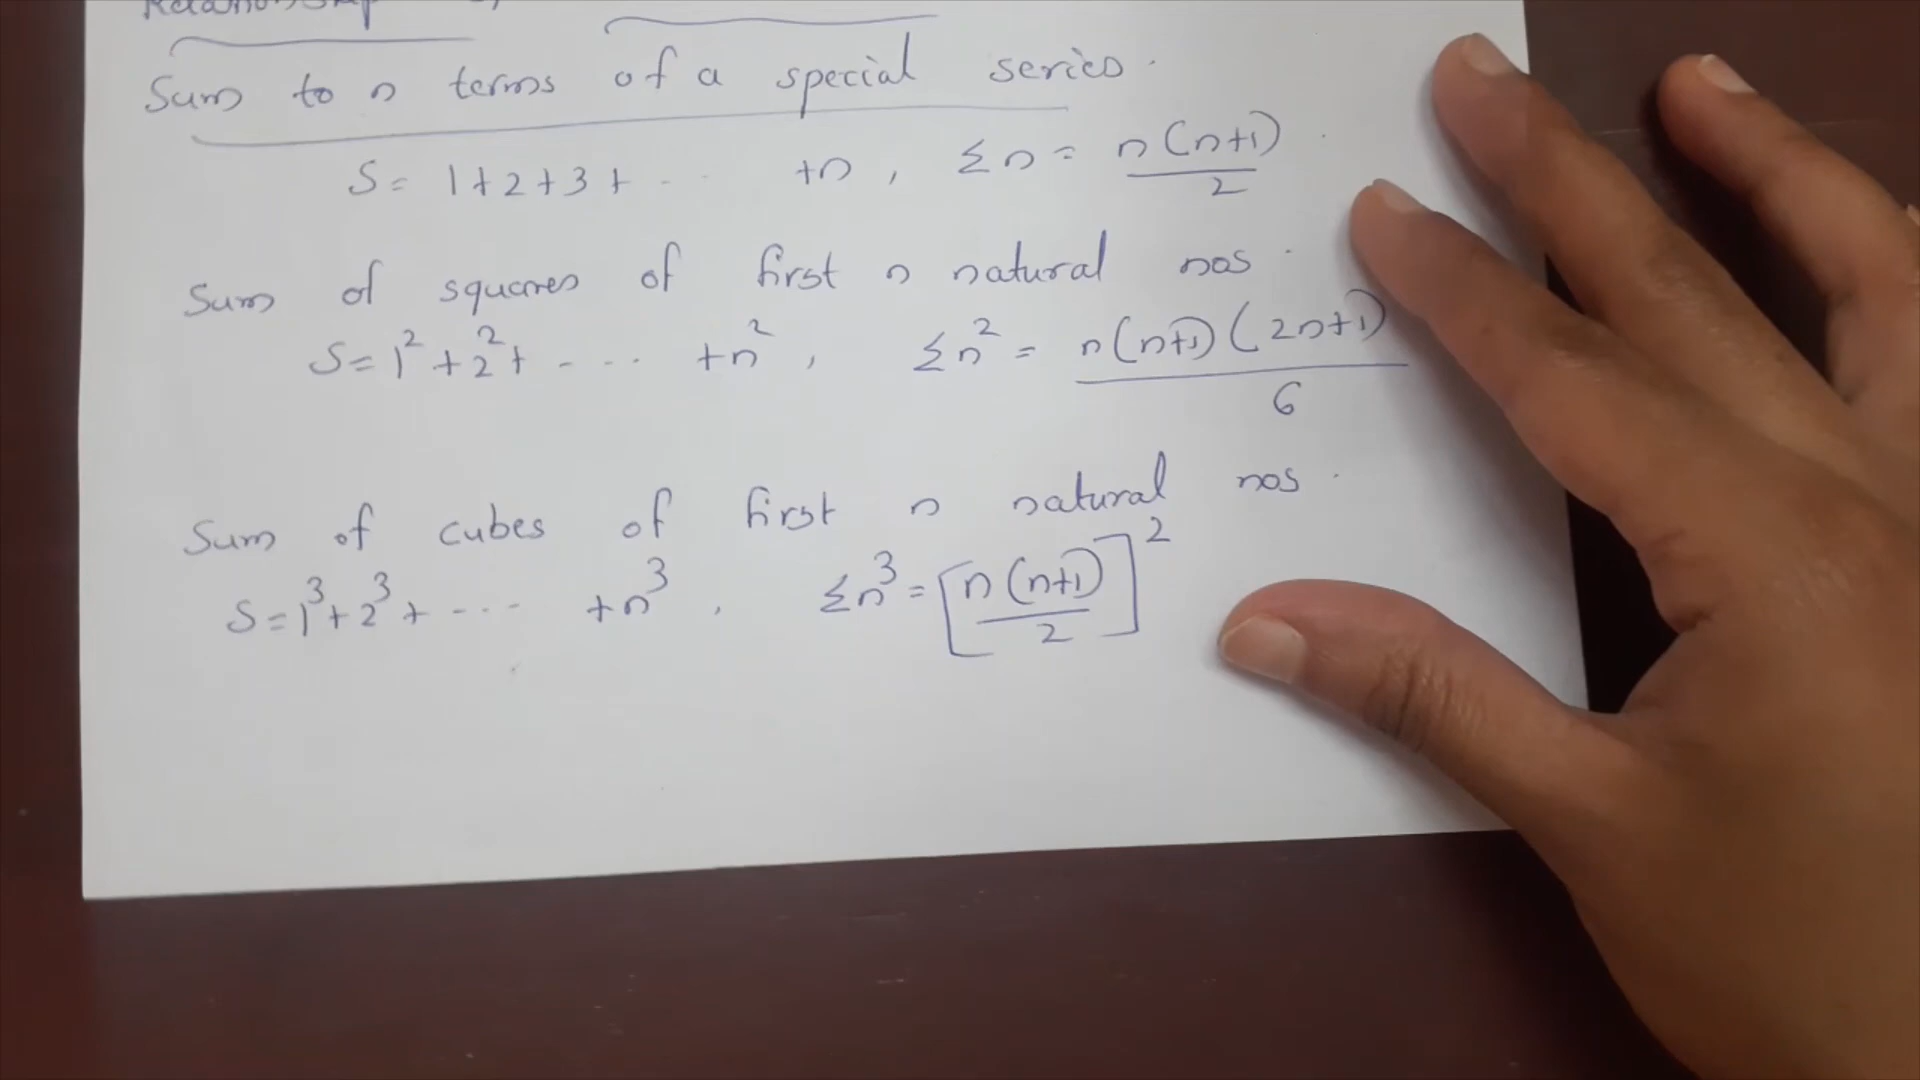 Relationship
Sum to n terms of a special series.
S = 1+2+3+ ... +n, Σn = n(n+1)/2.
Sum of squares of first n natural nos.
S = 1²+2²+ - ... +n², Σn² = n(n+1)(2n+1)/6
Sum of cubes of first n natural nos.
S = 1³+2³+ - --- +n³. Σn³ = [n(n+1)/2]²